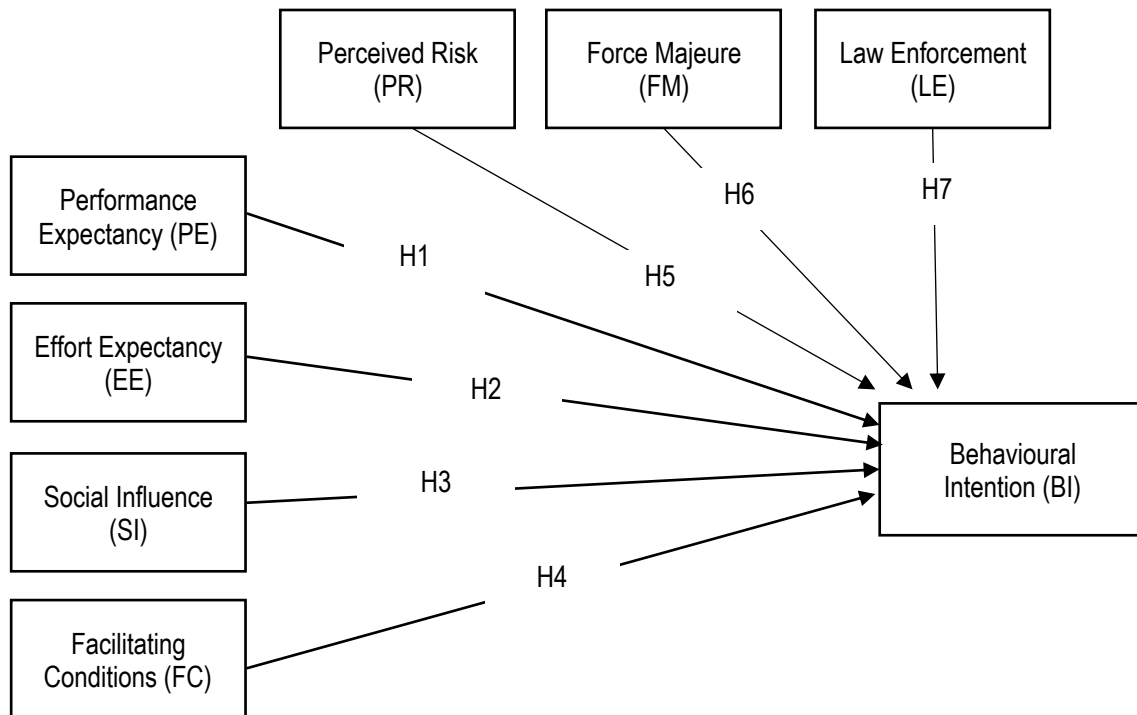 Perceived Risk
(PR)
Force Majeure
(FM)
Law Enforcement
(LE)
Performance
Expectancy (PE)
H1
H5
H6
H7
Effort Expectancy
(EE)
H2
Behavioural
Intention (BI)
Social Influence
(SI)
H3
H4
Facilitating
Conditions (FC)